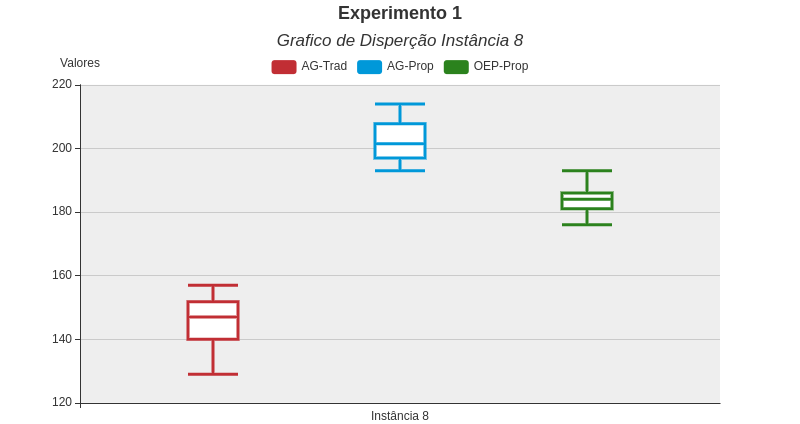 Experimento 1
Grafico de Disperção Instância 8
Valores
AG-Trad AG-Prop OEP-Prop
220
200
180
160
140
120
Instância 8